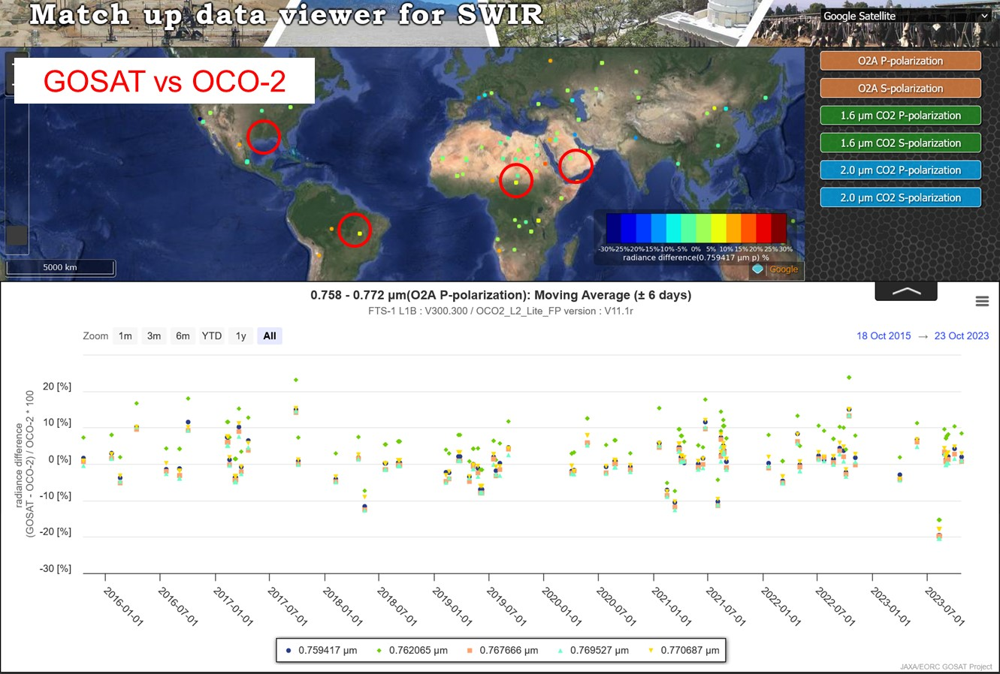 Match up data viewer for SWIR
Google Satellite
GOSAT vs OCO-2
O2A P-polarization
O2A S-polarization
1.6 µm CO2 P-polarization
1.6 µm CO2 S-polarization
2.0 µm CO2 P-polarization
2.0 µm CO2 S-polarization
-30%25%20%15%10%-5% 0% 5% 10%15%20%25%30%
radiance difference(0.759417 µm p) %
5000 km
Google
0.758 - 0.772 µm(O2A P-polarization): Moving Average (± 6 days)
FTS-1 L1B : V300.300 / OCO2_L2_Lite_FP version : V11.1r
Zoom 1m 3m 6m YTD 1y All
18 Oct 2015 → 23 Oct 2023
radiance difference
(GOSAT - OCO-2) / OCO-2 * 100
20 [%]
10 [%]
0 [%]
-10 [%]
-20 [%]
-30 [%]
2016-01-01
2016-07-01
2017-01-01
2017-07-01
2018-01-01
2018-07-01
2019-01-01
2019-07-01
2020-01-01
2020-07-01
2021-01-01
2021-07-01
2022-01-01
2022-07-01
2023-01-01
2023-07-01
0.759417 µm 0.762065 µm 0.767666 µm 0.769527 µm 0.770687 µm
JAXA/EORC GOSAT Project